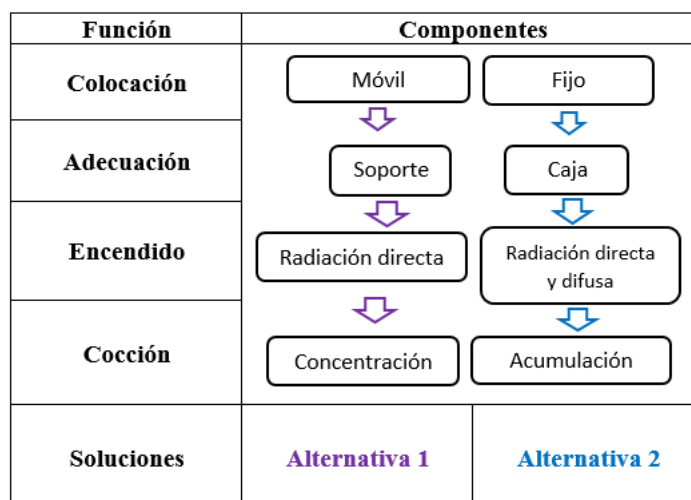 Función Componentes
Colocación Móvil Fijo
Adecuación Soporte Caja
Encendido Radiación directa Radiación directa
y difusa
Cocción Concentración Acumulación
Soluciones Alternativa 1 Alternativa 2